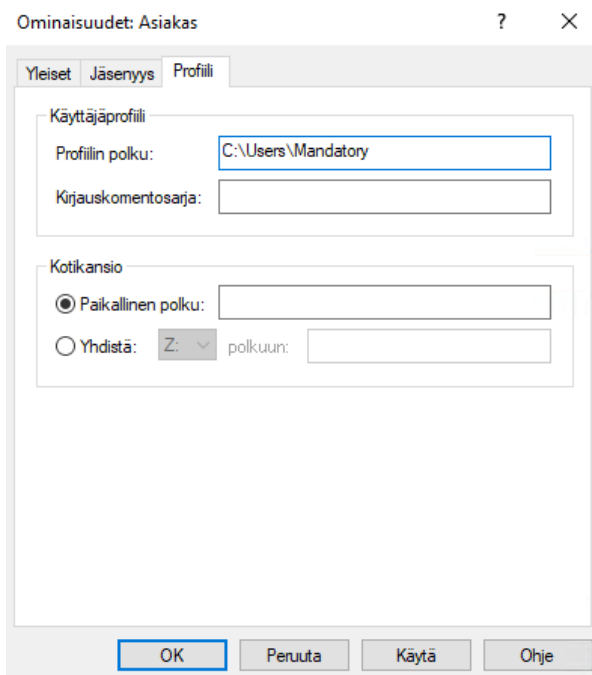 Ominaisuudet: Asiakas ? ×
Yleiset Jäsenyys Profiili
Käyttäjäprofiili
Profiilin polku: C:\Users\Mandatory
Kirjauskomentosarja:
Kotikansio
Paikallinen polku:
Yhdistä: Z: polkuun:
OK Peruuta Käytä Ohje